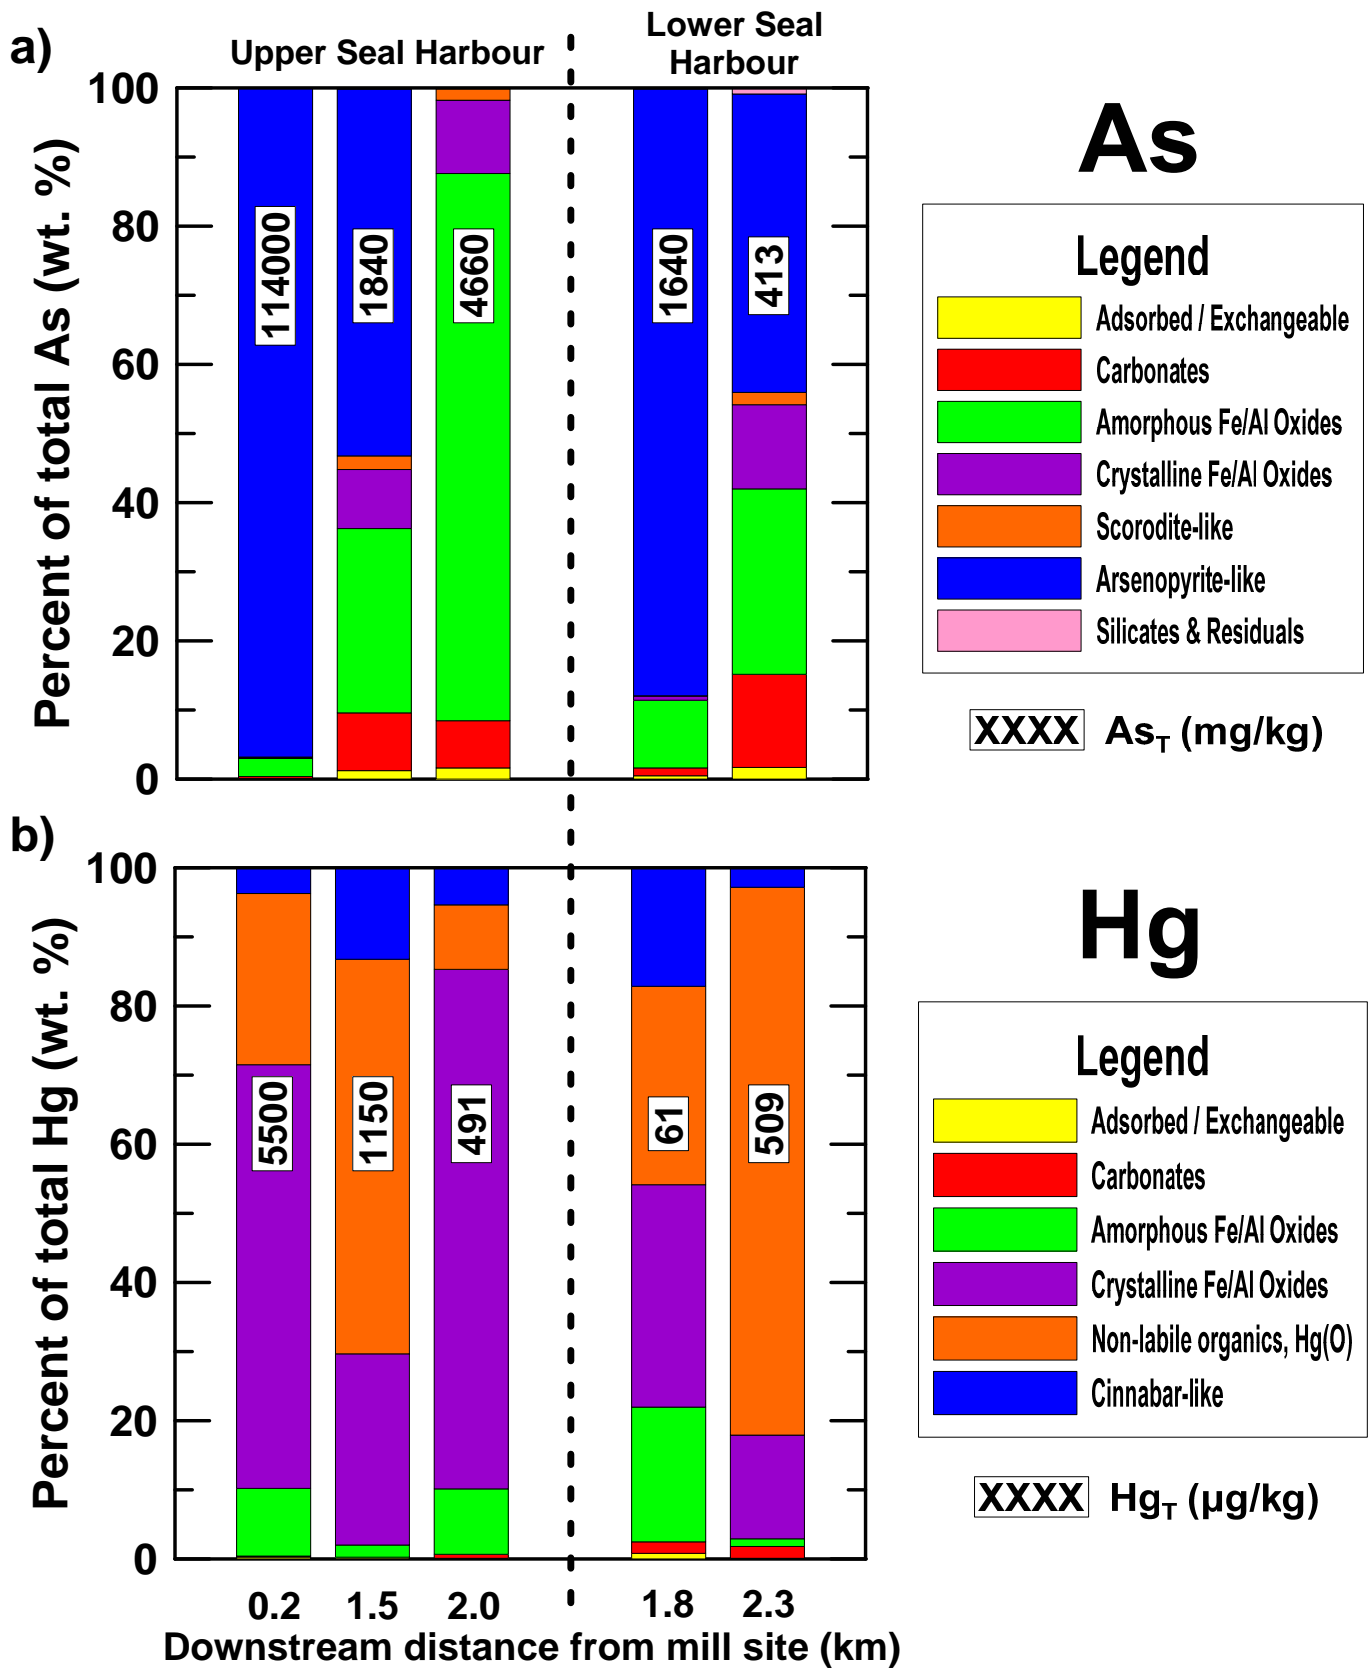 a)
Upper Seal Harbour
Lower Seal
Harbour
Percent of total As (wt. %)
100
80
60
40
20
0
114000
1840
4660
1640
413
As
Legend
Adsorbed / Exchangeable
Carbonates
Amorphous Fe/Al Oxides
Crystalline Fe/Al Oxides
Scorodite-like
Arsenopyrite-like
Silicates & Residuals
XXXX AsT (mg/kg)
b)
Percent of total Hg (wt. %)
100
80
60
40
20
0
5500
1150
491
61
509
0.2 1.5 2.0 1.8 2.3
Downstream distance from mill site (km)
Hg
Legend
Adsorbed / Exchangeable
Carbonates
Amorphous Fe/Al Oxides
Crystalline Fe/Al Oxides
Non-labile organics, Hg(O)
Cinnabar-like
XXXX HgT (µg/kg)